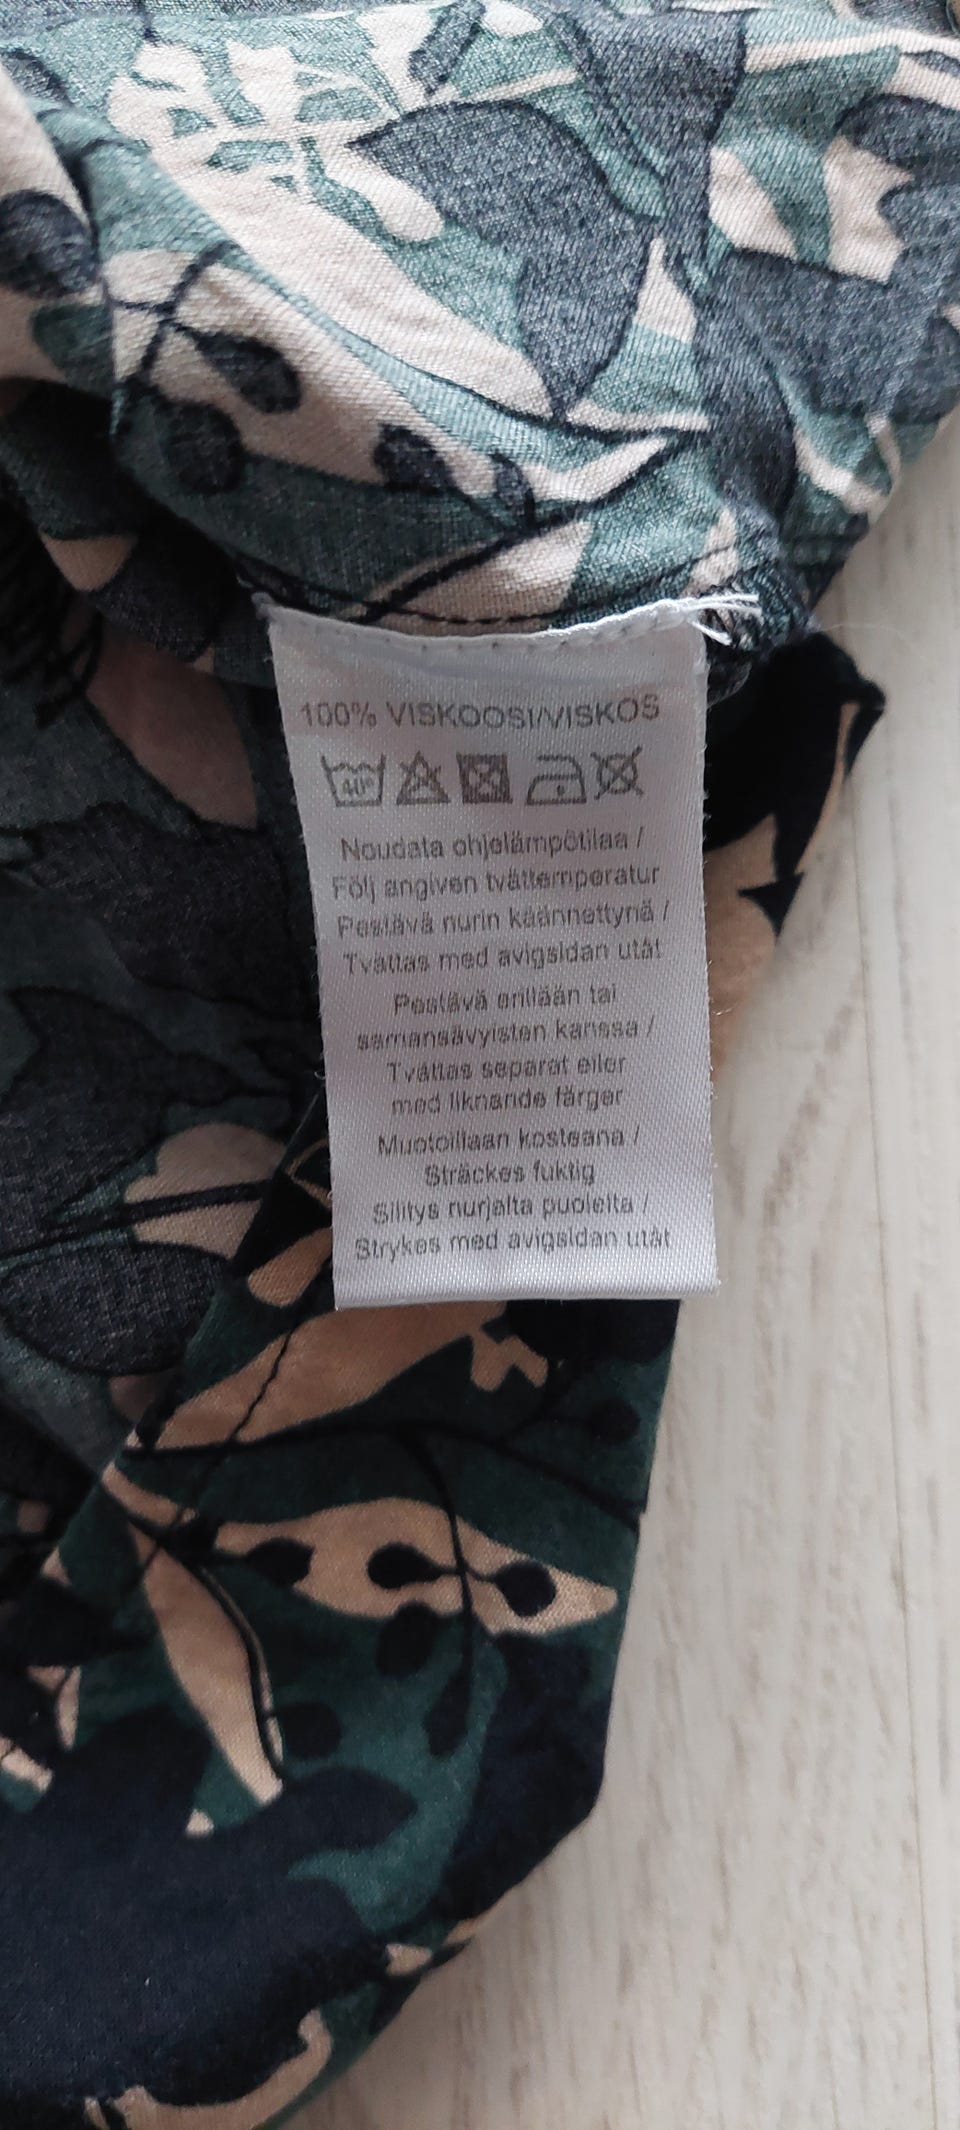 100% VISKOOSI/VISKOS
40°
Noudata ohjelämpötilaa /
Följ angiven tvättemperatur
Pestävä nurin käännettynä /
Tvättas med avigsidan utåt
Pestävä erillään tai
samansävyisten kanssa /
Tvättas separat eller
med liknande färger
Muotoillaan kosteana /
Sträckes fuktig
Silitys nurjalta puolelta /
Strykes med avigsidan utåt